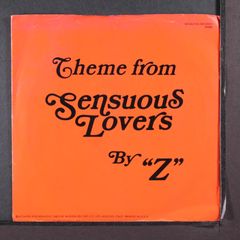 Theme from
Sensuous
Lovers
By "Z"